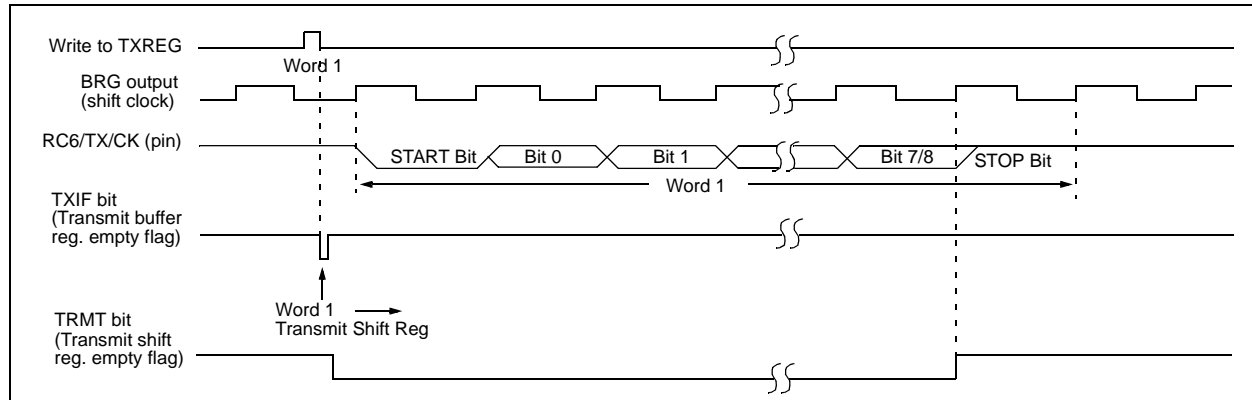 Write to TXREG
Word 1
BRG output
(shift clock)
RC6/TX/CK (pin)
START Bit
Bit 0
Bit 1
Bit 7/8
STOP Bit
Word 1
TXIF bit
(Transmit buffer
reg. empty flag)
Word 1
Transmit Shift Reg
TRMT bit
(Transmit shift
reg. empty flag)